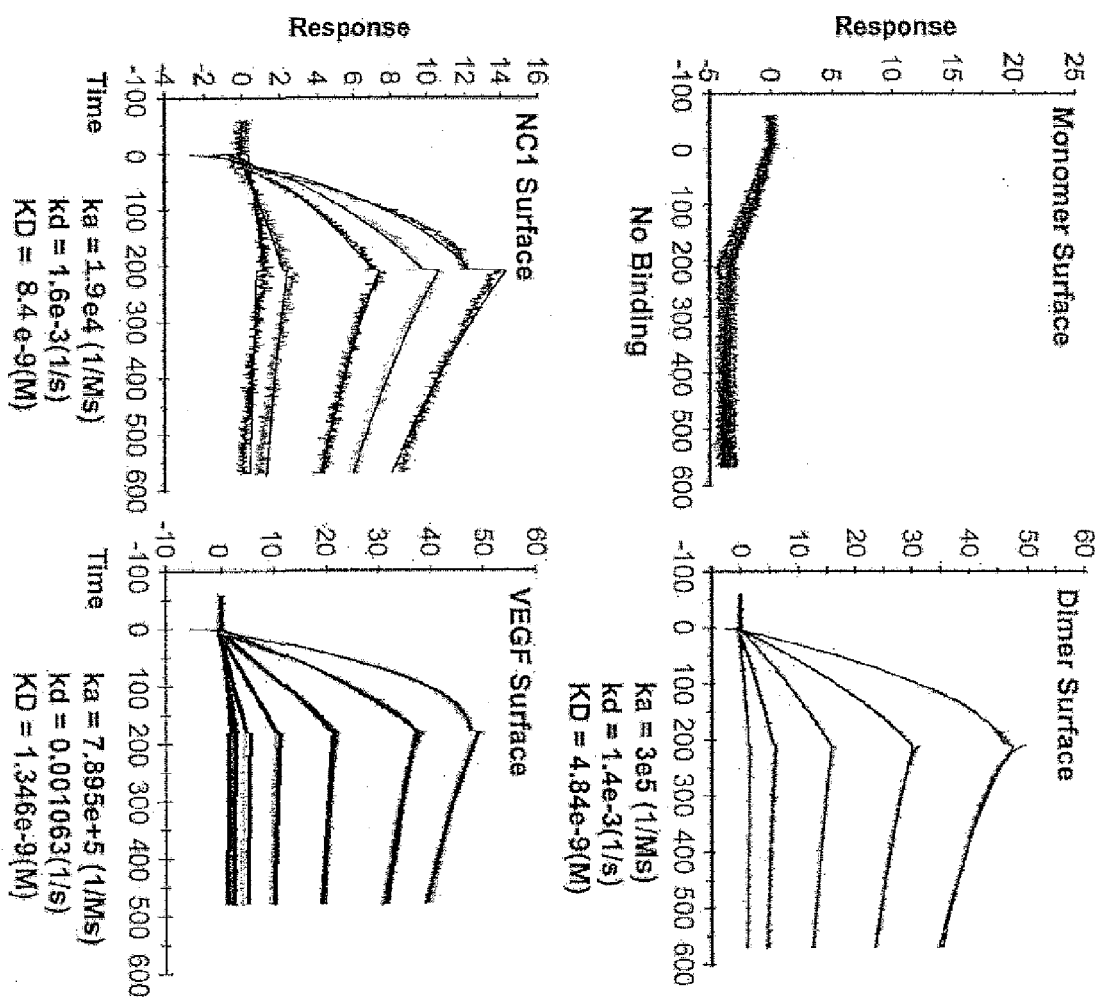 Monomer Surface
Response
25
20
15
10
5
0
-5
-100 0 100 200 300 400 500 600
No Binding
Dimer Surface
60
50
40
30
20
10
0
-100 0 100 200 300 400 500 600
ka = 3e5 (1/Ms)
kd = 1.4e-3(1/s)
KD = 4.84e-9(M)
NC1 Surface
Response
16
14
12
10
8
6
4
2
0
-2
-4
-100 0 100 200 300 400 500 600
Time
ka = 1.9e4 (1/Ms)
kd = 1.6e-3(1/s)
KD = 8.4 e-9(M)
VEGF Surface
60
50
40
30
20
10
0
-10
-100 0 100 200 300 400 500 600
Time
ka = 7.895e+5 (1/Ms)
kd = 0.001063(1/s)
KD = 1.346e-9(M)